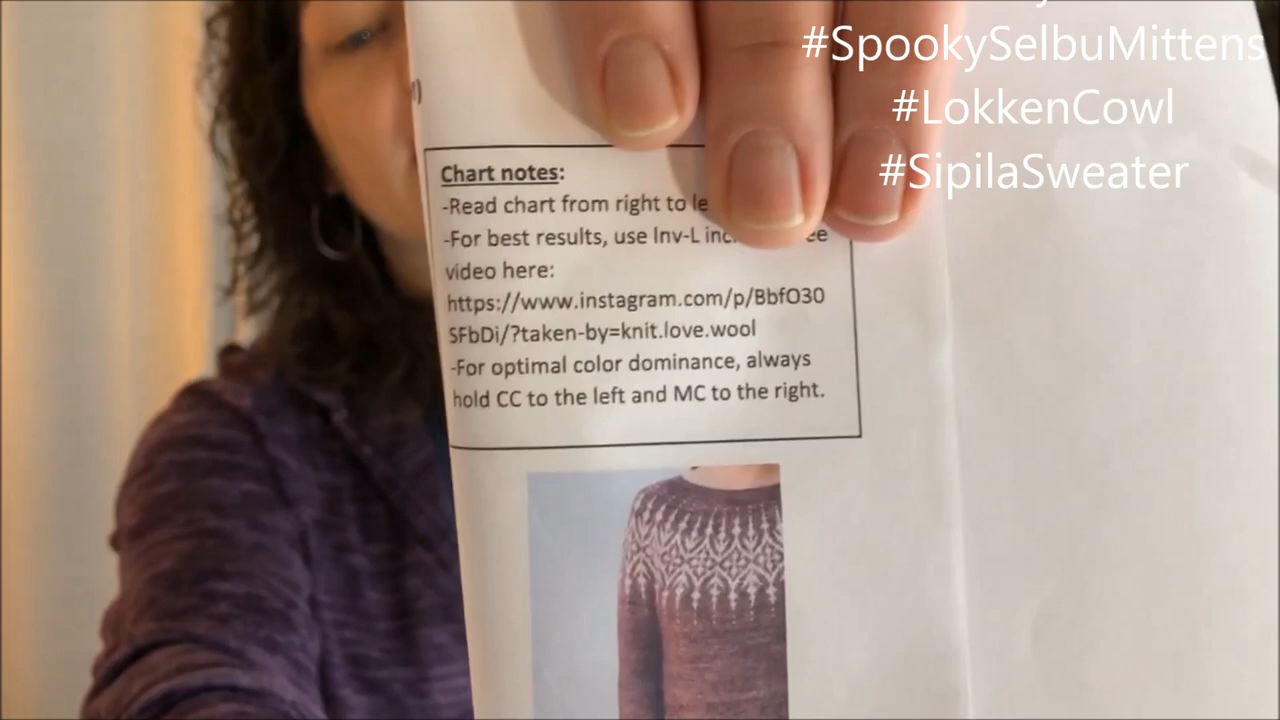 #SpookySelbuMittens
#LokkenCowl
#SipilaSweater
Chart notes:
-Read chart from right to
-For best results, use Inv-L
video here:
https://www.instagram.com/p/BbfO30
SFbDi/?taken-by=knit.love.wool
-For optimal color dominance, always
hold CC to the left and MC to the right.